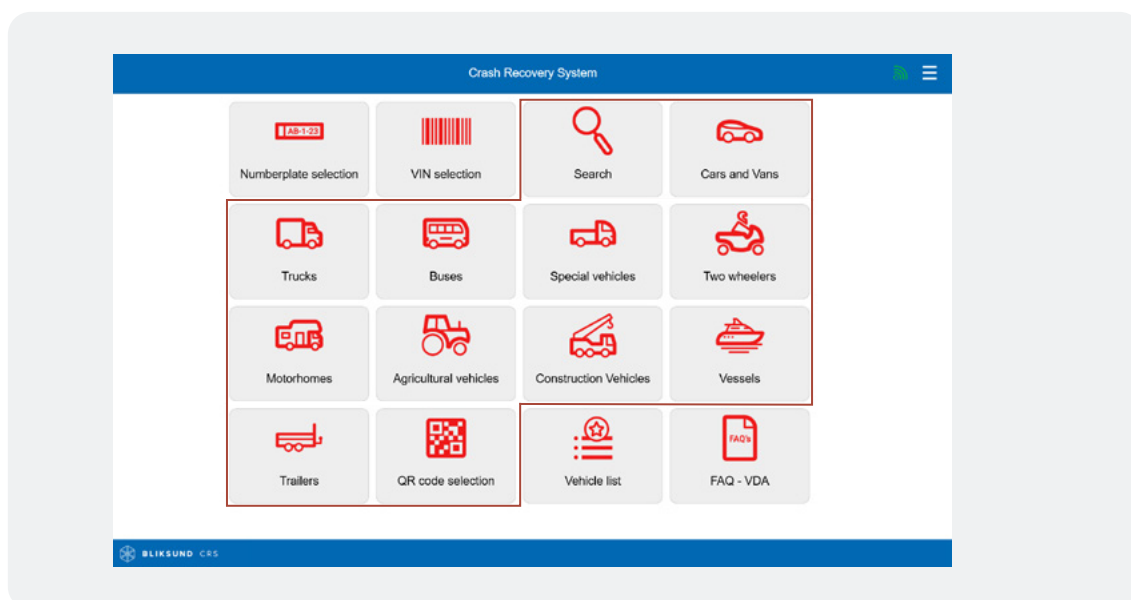 Crash Recovery System
AB-1-23
Numberplate selection
VIN selection
Search
Cars and Vans
Trucks
Buses
Special vehicles
Two wheelers
Motorhomes
Agricultural vehicles
Construction Vehicles
Vessels
Trailers
QR code selection
Vehicle list
FAQ's
FAQ - VDA
BLIKSUND CRS